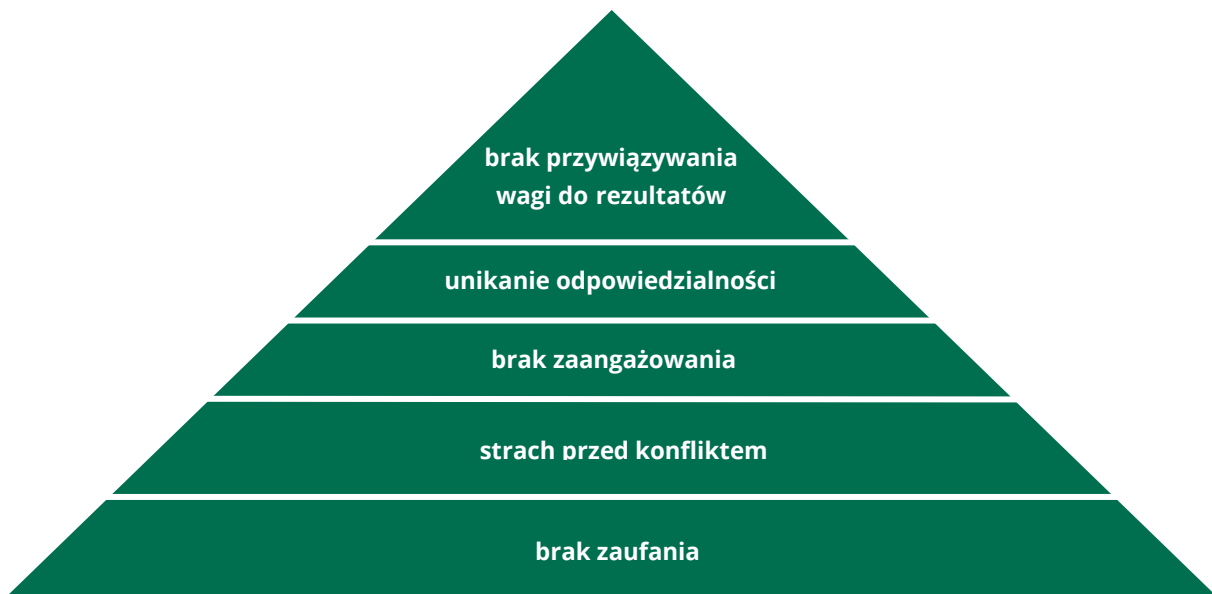 brak przywiązywania
wagi do rezultatów
unikanie odpowiedzialności
brak zaangażowania
strach przed konfliktem
brak zaufania